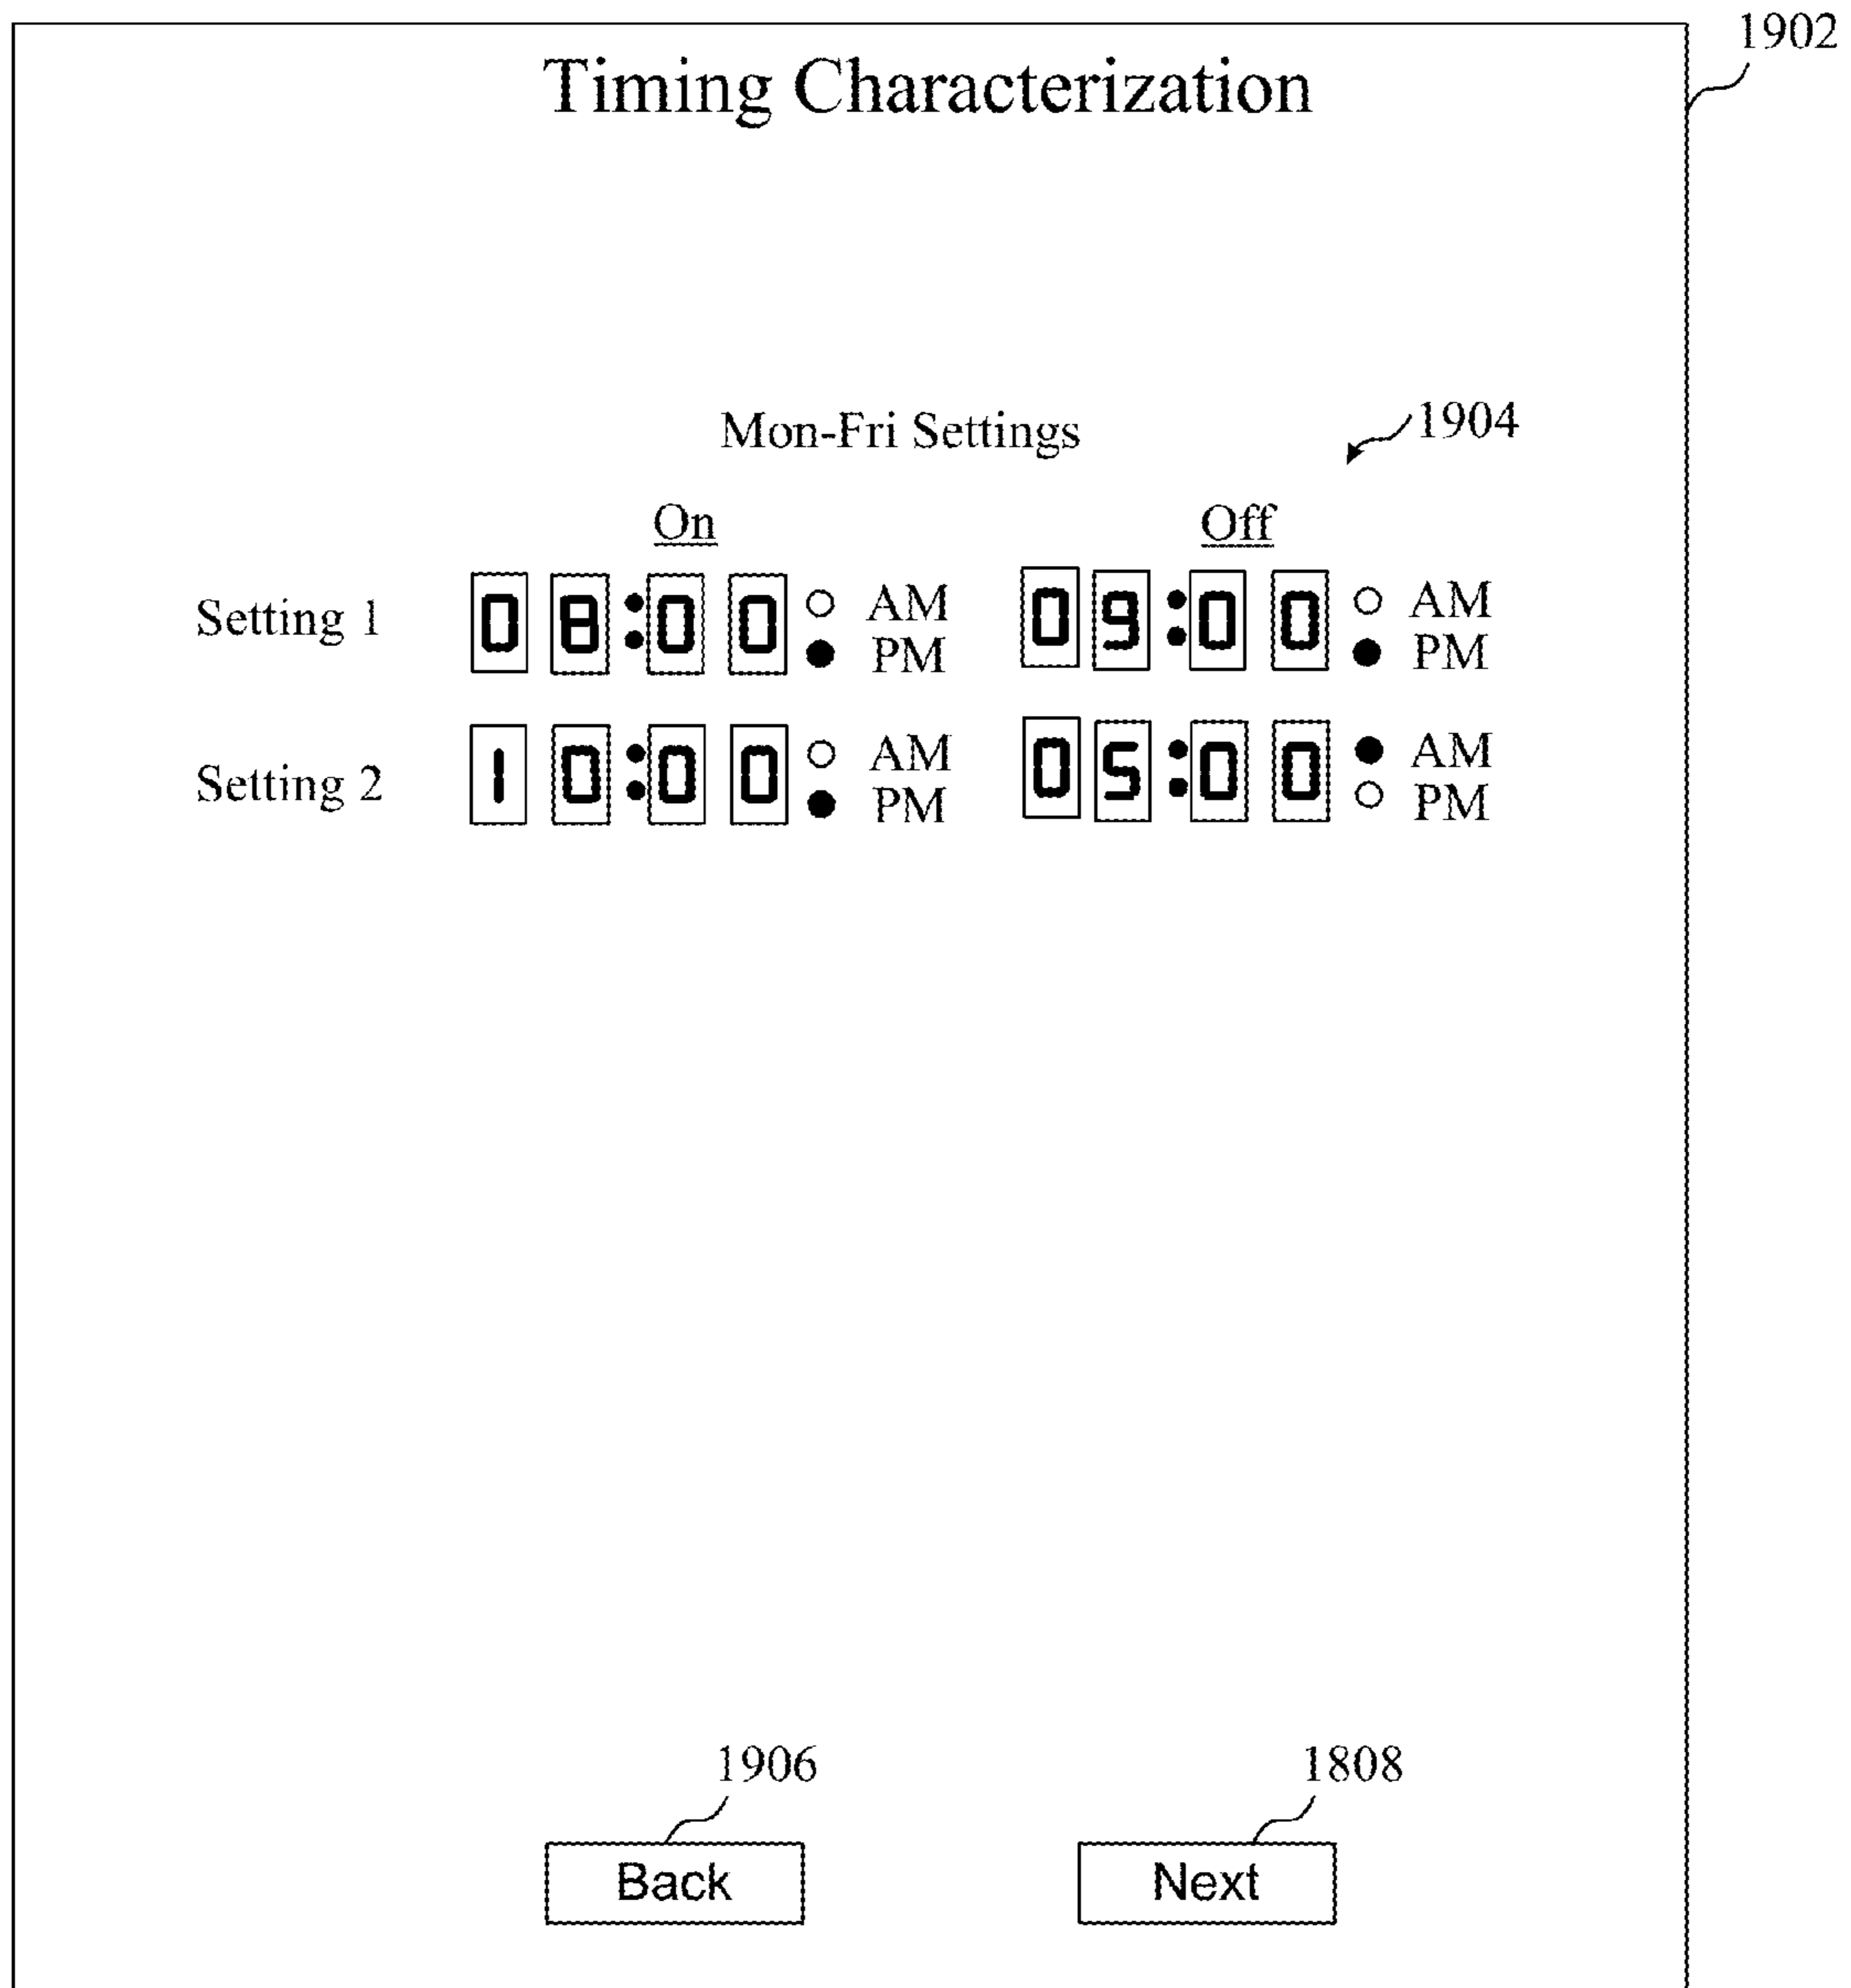 1902
Timing Characterization
Mon-Fri Settings
1904
On Off
Setting 1 08:00 AM PM 09:00 AM PM
Setting 2 10:00 AM PM 05:00 AM PM
1906 1808
Back Next